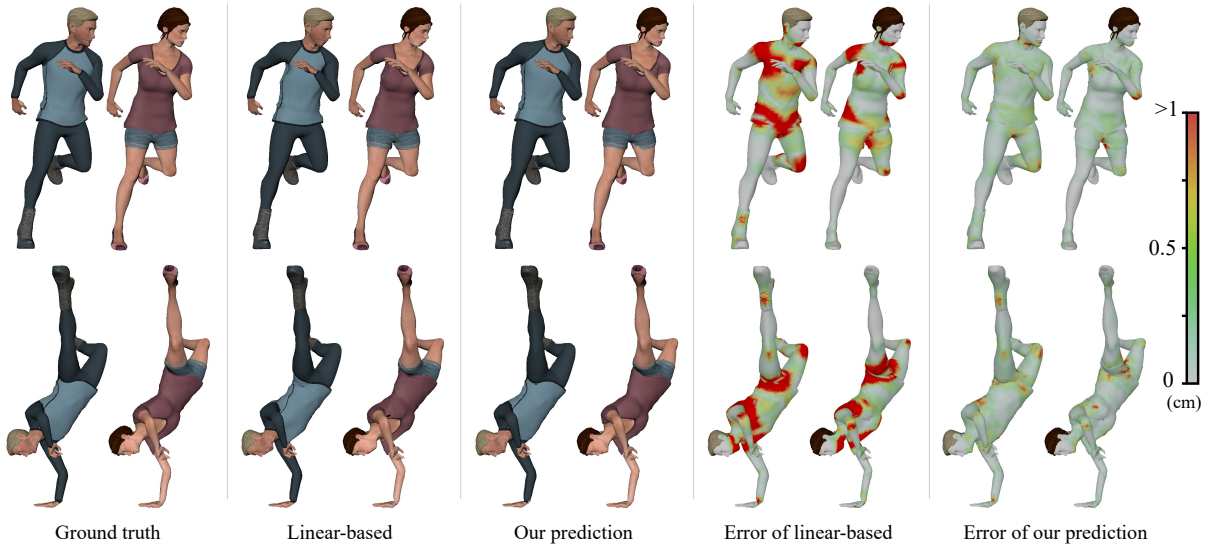 >1
0.5
0
(cm)
Ground truth
Linear-based
Our prediction
Error of linear-based
Error of our prediction